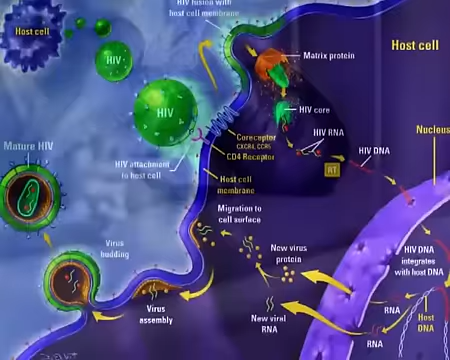 HIV fusion with
host cell membrane
Host cell
HIV
Matrix protein
Host cell
HIV
HIV core
HIV RNA
Coreceptor
CXCR4, CCR5
CD4 Receptor
HIV attachment
to host cell
HIV DNA
RT
Nucleus
Mature HIV
Host cell
membrane
Migration to
cell surface
Virus
budding
New virus
protein
HIV DNA
integrates
with host DNA
Virus
assembly
New viral
RNA
RNA
RNA
Host
DNA